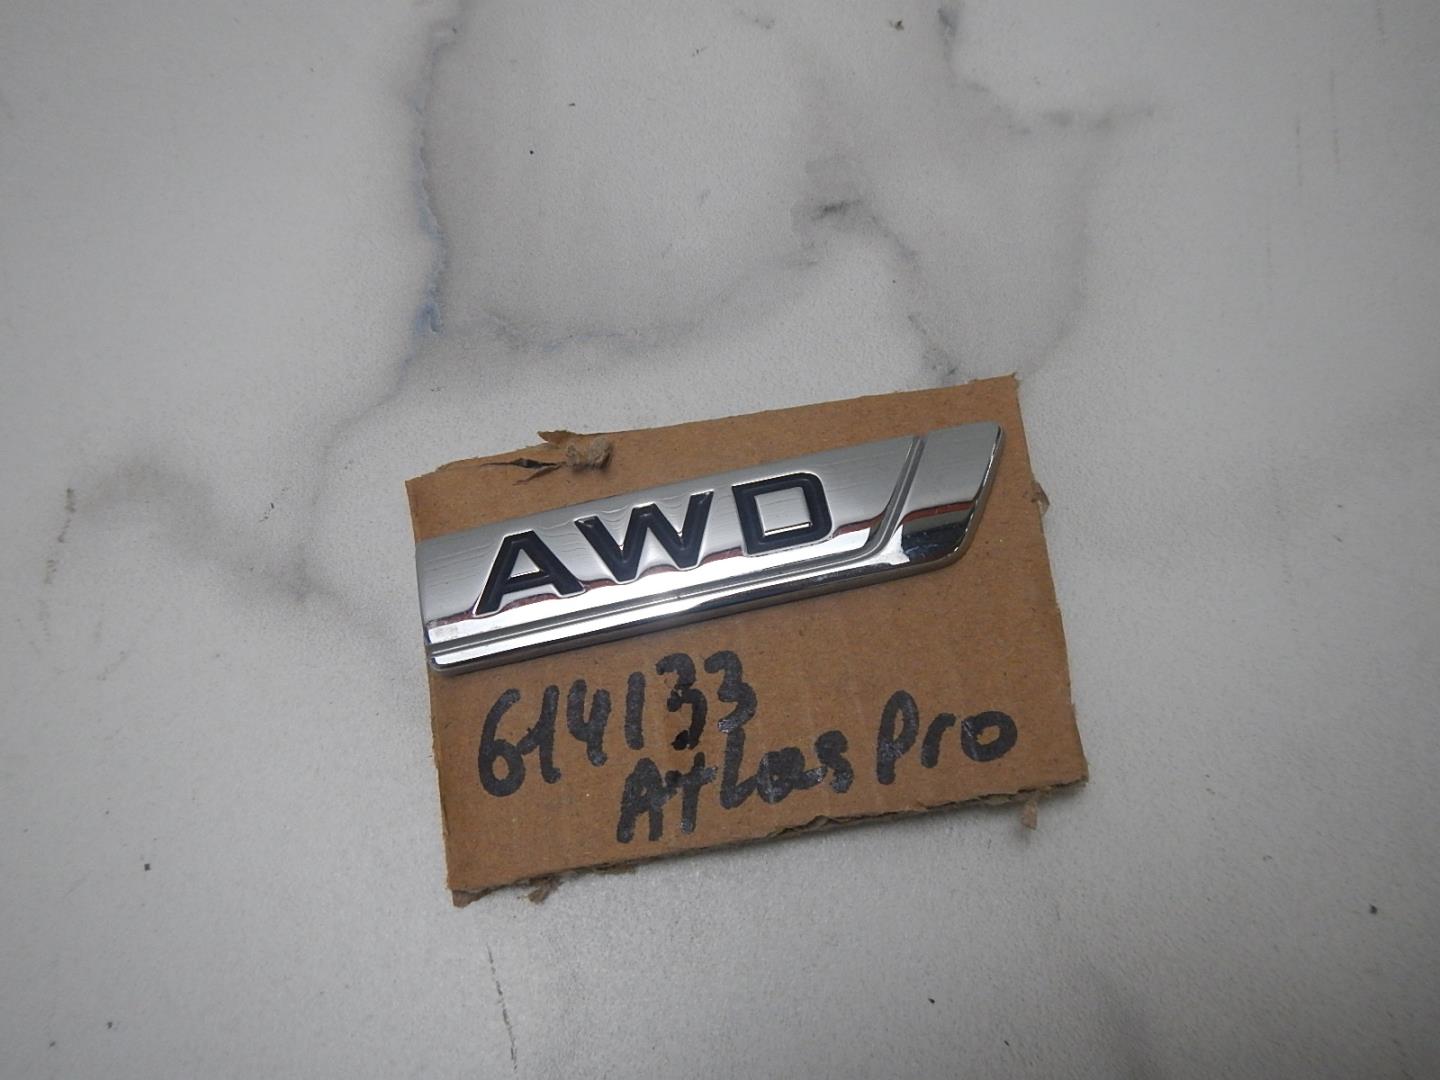 AWD
614133
Atlas Pro